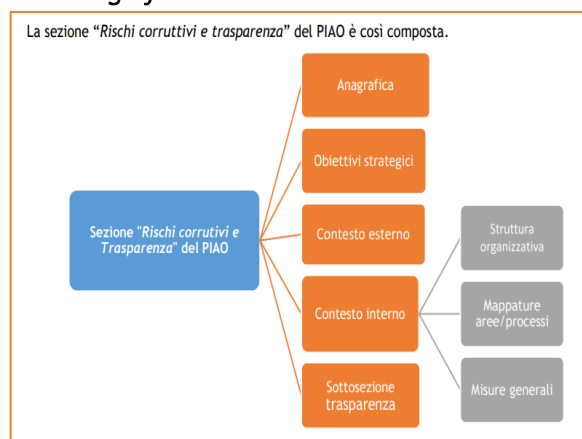 La sezione “Rischi corruttivi e trasparenza” del PIAO è così composta.
Anagrafica
Obiettivi strategici
Sezione "Rischi corrutivi e
Trasparenza" del PIAO
Contesto esterno
Contesto interno
Sottosezione
trasparenza
Struttura
organizzativa
Mappature
aree/processi
Misure generali